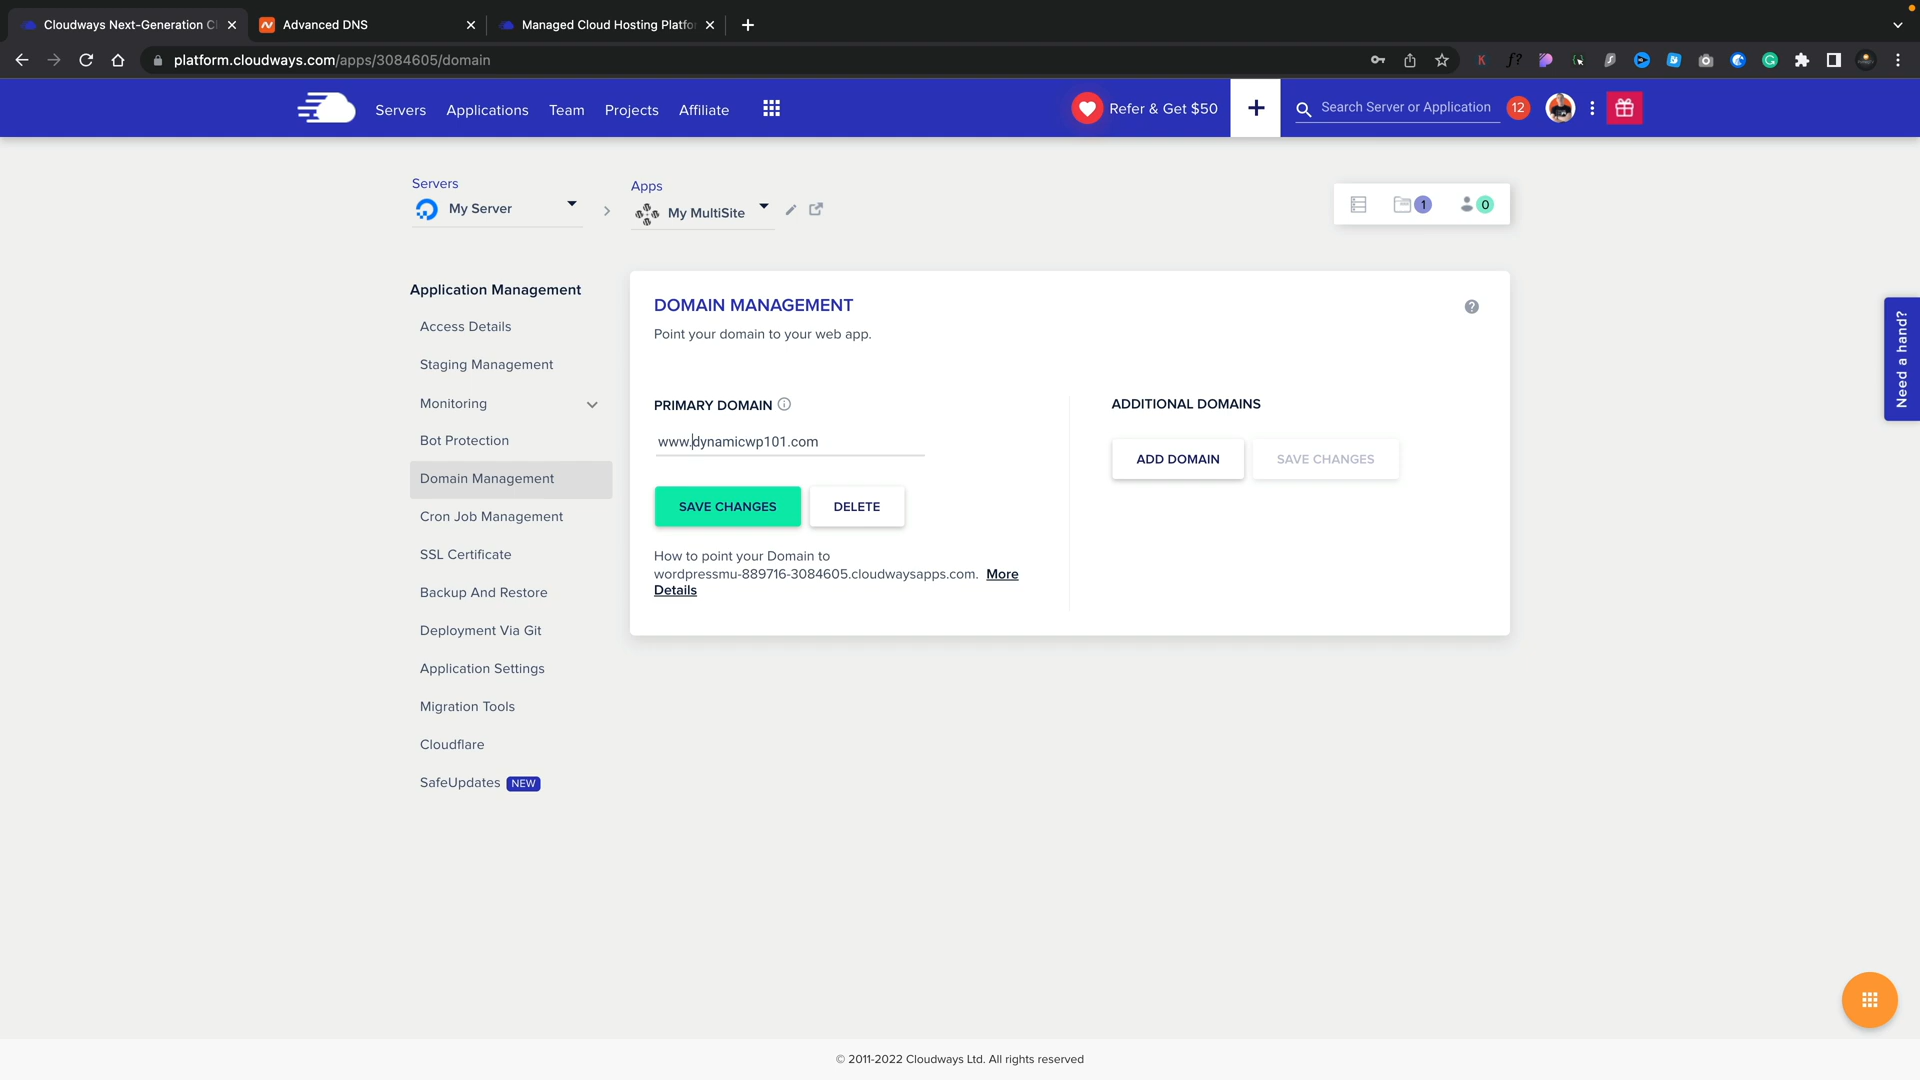 Cloudways Next-Generation Cl
Advanced DNS
Managed Cloud Hosting Platfo
platform.cloudways.com/apps/3084605/domain
Servers
Applications
Team
Projects
Affiliate
Refer & Get $50
+
Search Server or Application
12
Servers
My Server
Apps
My MultiSite
1
0
Application Management
Access Details
Staging Management
Monitoring
Bot Protection
Domain Management
Cron Job Management
SSL Certificate
Backup And Restore
Deployment Via Git
Application Settings
Migration Tools
Cloudflare
SafeUpdates NEW
DOMAIN MANAGEMENT
Point your domain to your web app.
PRIMARY DOMAIN
www.dynamicwp101.com
SAVE CHANGES
DELETE
How to point your Domain to
wordpressmu-889716-3084605.cloudwaysapps.com. More
Details
ADDITIONAL DOMAINS
ADD DOMAIN
SAVE CHANGES
Need a hand?
© 2011-2022 Cloudways Ltd. All rights reserved